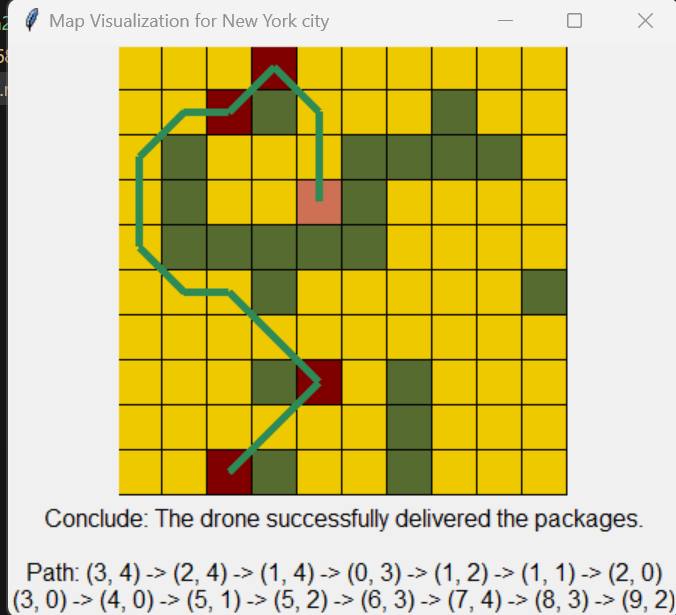 Map Visualization for New York city
Conclude: The drone successfully delivered the packages.
Path: (3, 4) -> (2, 4) -> (1, 4) -> (0, 3) -> (1, 2) -> (1, 1) -> (2, 0)
(3, 0) -> (4, 0) -> (5, 1) -> (5, 2) -> (6, 3) -> (7, 4) -> (8, 3) -> (9, 2)